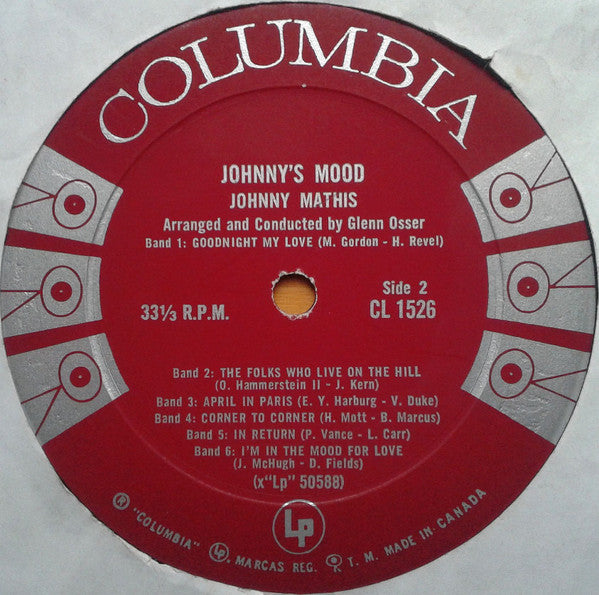 COLUMBIA
JOHNNY'S MOOD
JOHNNY MATHIS
Arranged and Conducted by Glenn Osser
Band 1: GOODNIGHT MY LOVE (M. Gordon - H. Revel)
33⅓ R.P.M.
Side 2
CL 1526
Band 2: THE FOLKS WHO LIVE ON THE HILL
(O. Hammerstein II - J. Kern)
Band 3: APRIL IN PARIS (E. Y. Harburg - V. Duke)
Band 4: CORNER TO CORNER (H. Mott - B. Marcus)
Band 5: IN RETURN (P. Vance - L. Carr)
Band 6: I'M IN THE MOOD FOR LOVE
(J. McHugh - D. Fields)
(x"Lp" 50588)
Lp
® "COLUMBIA" Lp, MARCAS REG. T. M. MADE IN CANADA